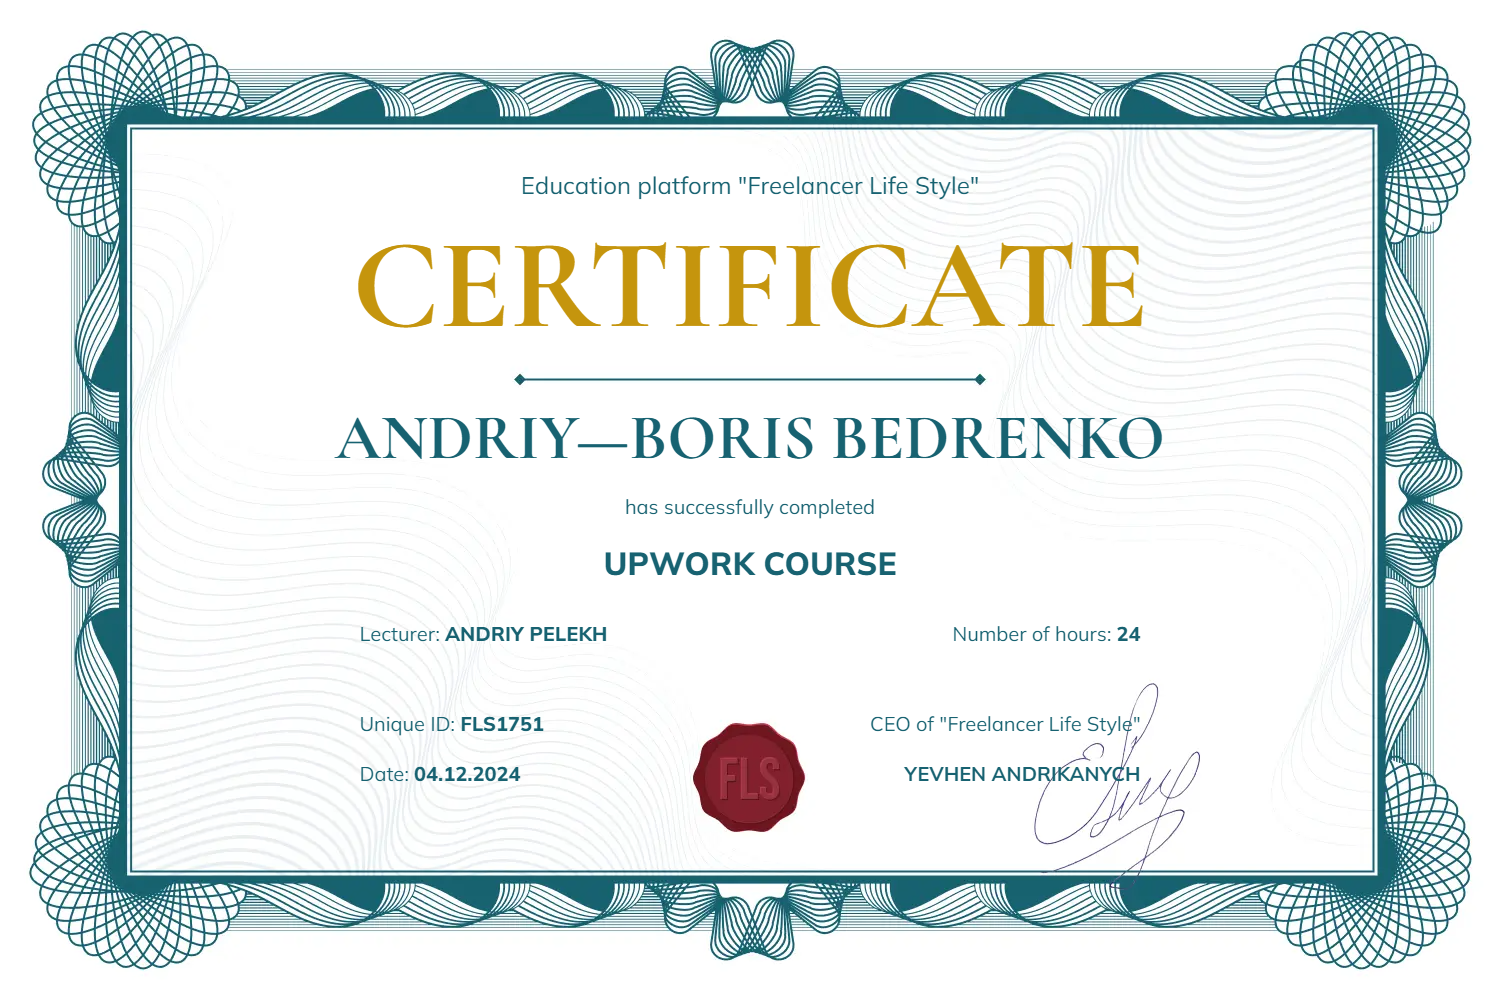 Education platform "Freelancer Life Style"
CERTIFICATE
ANDRIY—BORIS BEDRENKO
has successfully completed
UPWORK COURSE
Lecturer: ANDRIY PELEKH
Number of hours: 24
Unique ID: FLS1751
CEO of "Freelancer Life Style"
Date: 04.12.2024
FLS
YEVHEN ANDRIKANYCH